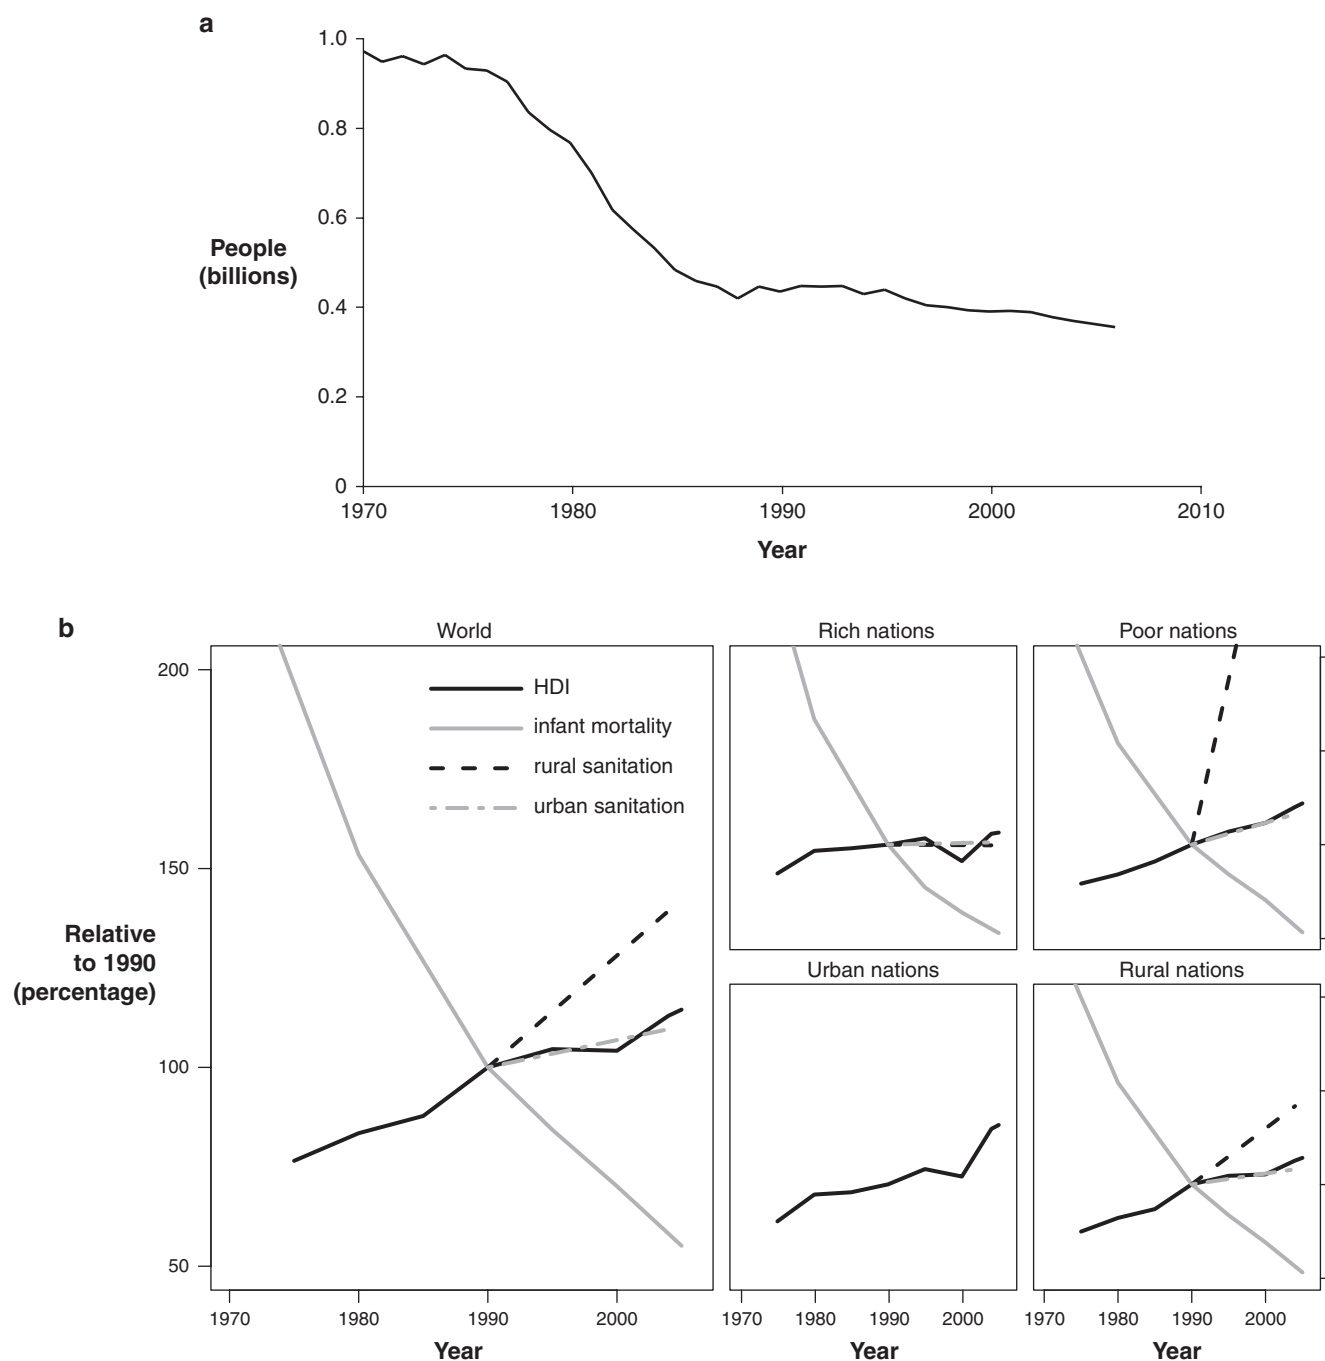 a
1.0
0.8
0.6
People
(billions)
0.4
0.2
0
1970 1980 1990 2000 2010
Year
b
World Rich nations Poor nations
200
HDI
infant mortality
rural sanitation
urban sanitation
150
Relative
to 1990
(percentage)
Urban nations Rural nations
100
50
1970 1980 1990 2000 1970 1980 1990 2000 1970 1980 1990 2000
Year Year Year